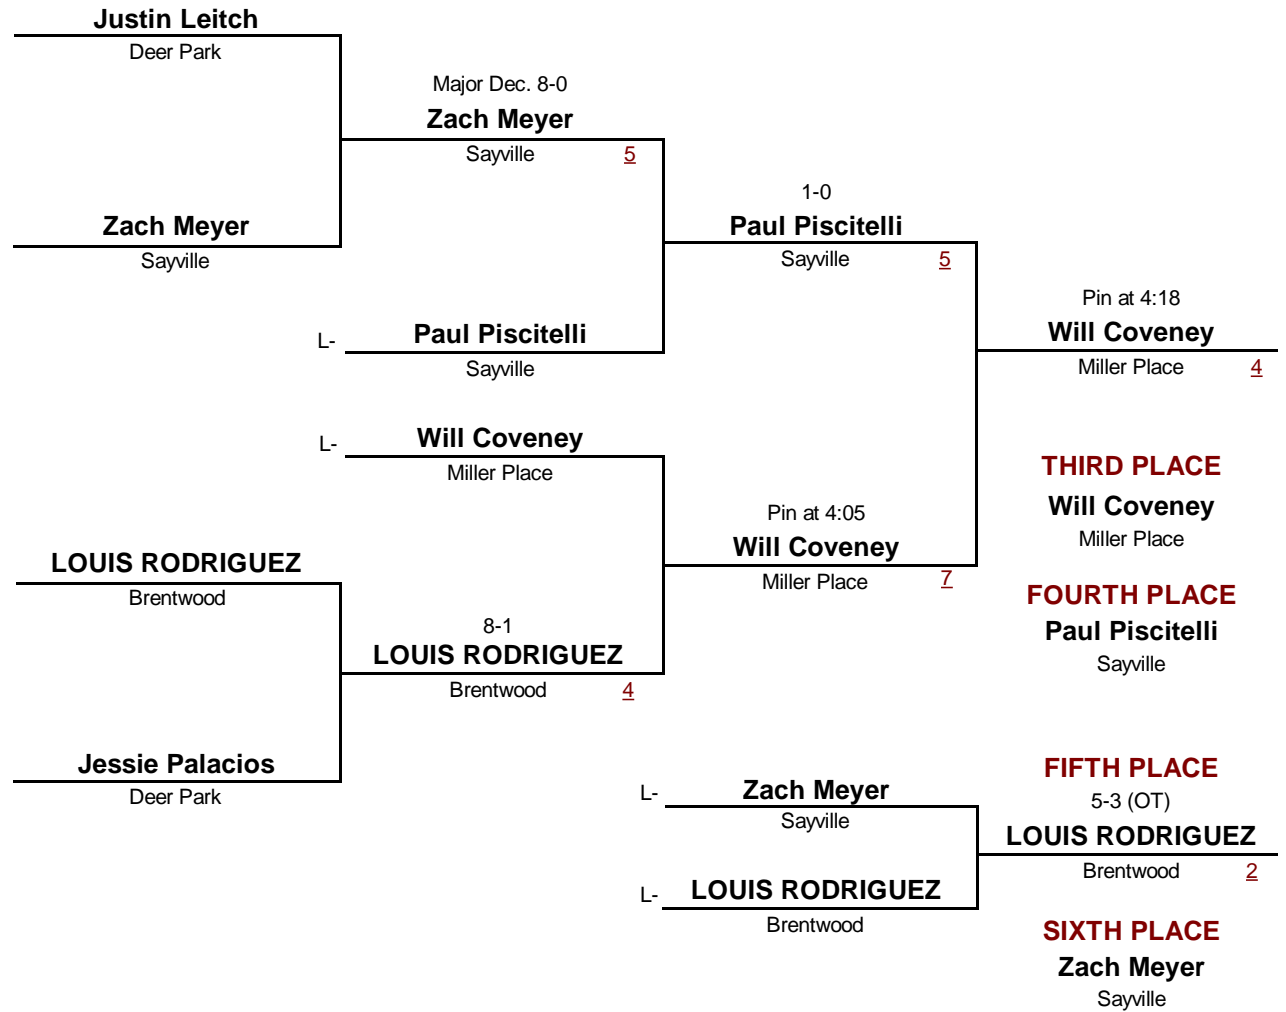 Justin Leitch
Deer Park
Major Dec. 8-0
Zach Meyer
Sayville 5
1-0
Zach Meyer
Sayville
Paul Piscitelli
Sayville 5
Pin at 4:18
Will Coveney
Miller Place 4
L- Paul Piscitelli
Sayville
L- Will Coveney
Miller Place
THIRD PLACE
Will Coveney
Miller Place
Pin at 4:05
Will Coveney
Miller Place 7
LOUIS RODRIGUEZ
Brentwood
FOURTH PLACE
Paul Piscitelli
Sayville
8-1
LOUIS RODRIGUEZ
Brentwood 4
Jessie Palacios
Deer Park
L- Zach Meyer
Sayville
FIFTH PLACE
5-3 (OT)
LOUIS RODRIGUEZ
Brentwood 2
L- LOUIS RODRIGUEZ
Brentwood
SIXTH PLACE
Zach Meyer
Sayville